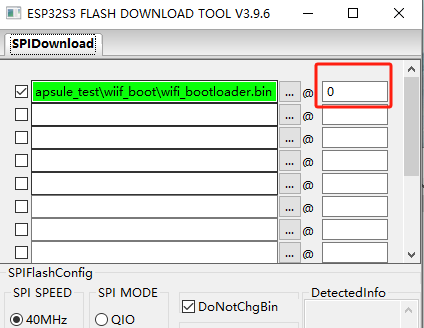 ESP32S3 FLASH DOWNLOAD TOOL V3.9.6
SPIDownload
apsule_test\wiif_boot\wifi_bootloader.bin ... @ 0
... @
... @
... @
... @
... @
... @
... @
SPIFlashConfig
SPI SPEED SPI MODE DetectedInfo
DoNotChgBin
40MHz QIO